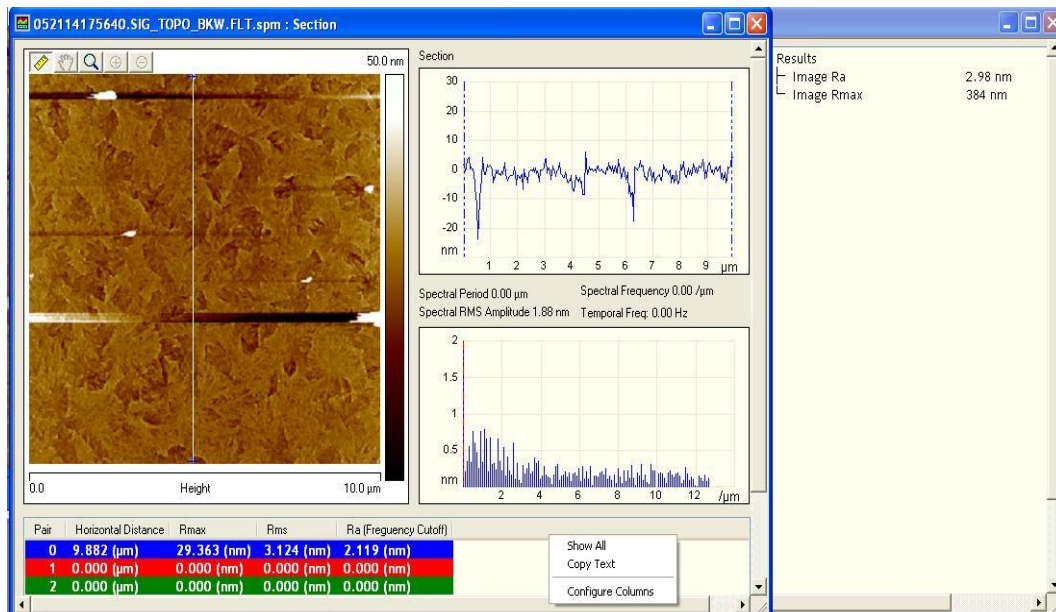 052114175640.SIG_TOPO_BKW.FLT.spm : Section
50.0 nm
0.0 Height 10.0 µm
Section
30
20
10
0
-10
-20
nm
1 2 3 4 5 6 7 8 9 µm
Spectral Period 0.00 µm Spectral Frequency 0.00 /µm
Spectral RMS Amplitude 1.88 nm Temporal Freq: 0.00 Hz
2
1.5
1
0.5
nm
2 4 6 8 10 12 /µm
Pair Horizontal Distance Rmax Rms Ra (Freguency Cutoff)
0 9.882 (µm) 29.363 (nm) 3.124 (nm) 2.119 (nm)
1 0.000 (µm) 0.000 (nm) 0.000 (nm) 0.000 (nm)
2 0.000 (µm) 0.000 (nm) 0.000 (nm) 0.000 (nm)
Show All
Copy Text
Configure Columns
Results
Image Ra 2.98 nm
Image Rmax 384 nm